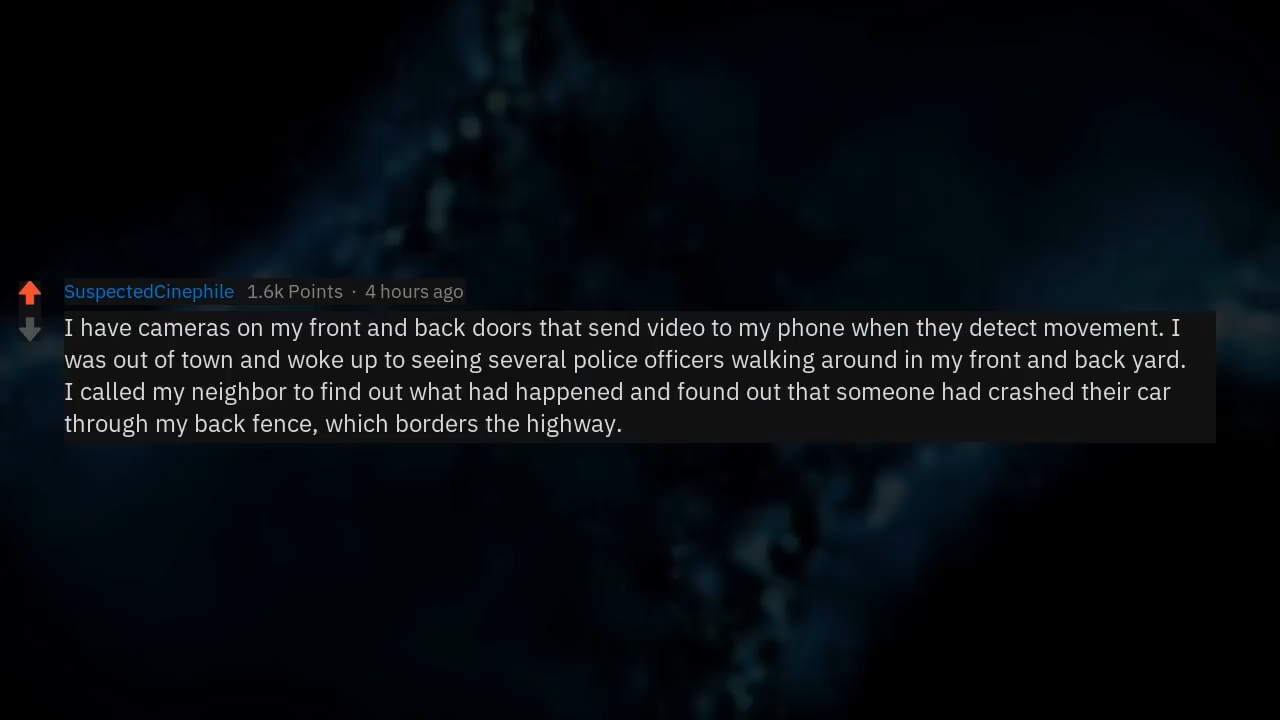 SuspectedCinephile 1.6k Points · 4 hours ago
I have cameras on my front and back doors that send video to my phone when they detect movement. I
was out of town and woke up to seeing several police officers walking around in my front and back yard.
I called my neighbor to find out what had happened and found out that someone had crashed their car
through my back fence, which borders the highway.